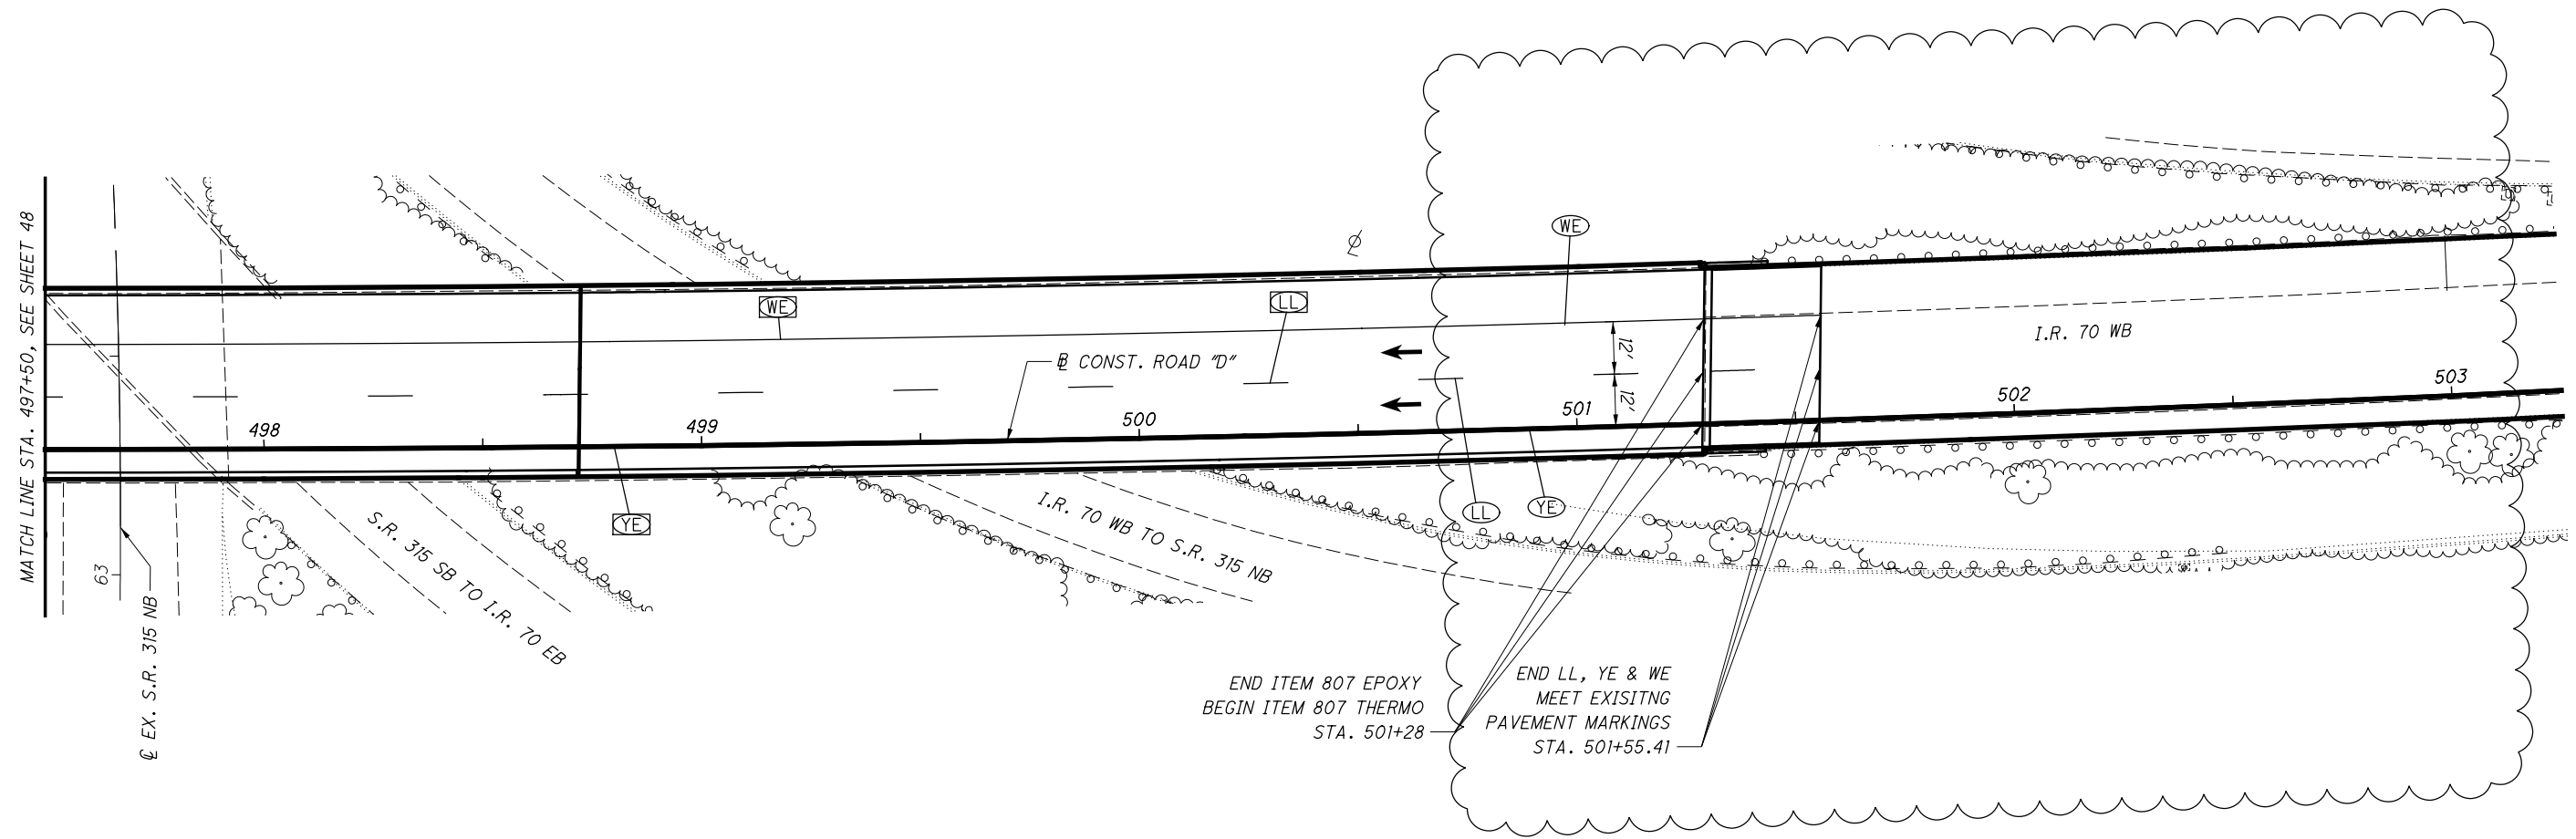 MATCH LINE STA. 497+50, SEE SHEET 48
63
℄ EX. S.R. 315 NB
S.R. 315 SB TO I.R. 70 EB
I.R. 70 WB TO S.R. 315 NB
WE
LL
WE
CONST. ROAD "D"
12'
12'
I.R. 70 WB
498
499
500
501
502
503
YE
LL
YE
END ITEM 807 EPOXY
BEGIN ITEM 807 THERMO
STA. 501+28
END LL, YE & WE
MEET EXISITNG
PAVEMENT MARKINGS
STA. 501+55.41